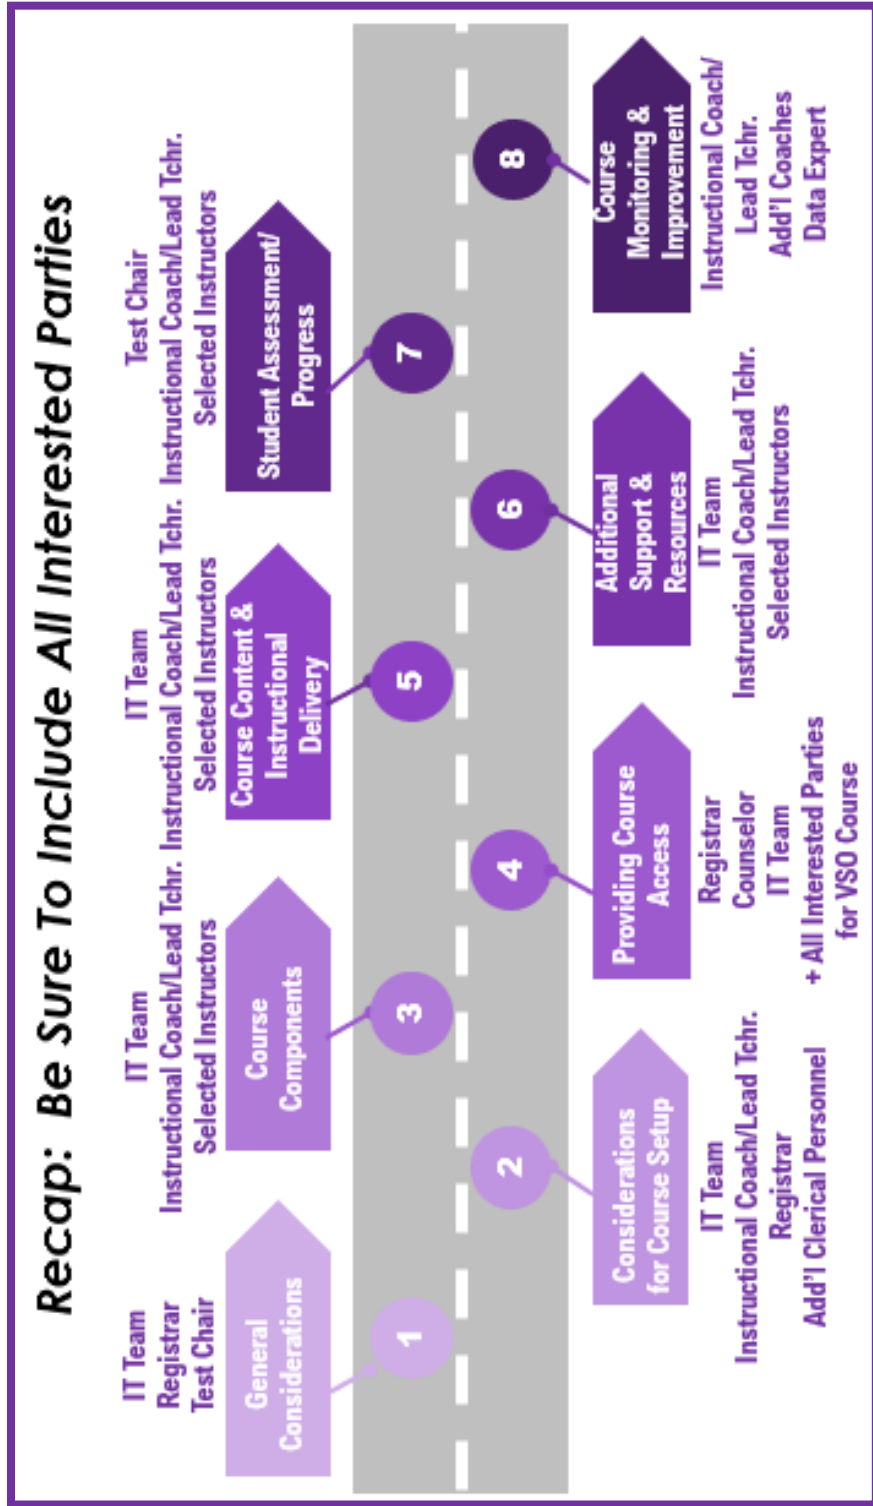 Recap: Be Sure To Include All Interested Parties
IT Team
Registrar
Test Chair
General
Considerations
1
2
Considerations
for Course Setup
IT Team
Instructional Coach/Lead Tchr.
Registrar
Add'l Clerical Personnel
IT Team
Instructional Coach/Lead Tchr.
Selected Instructors
Course
Components
3
4
Providing Course
Access
Registrar
Counselor
IT Team
+ All Interested Parties
for VSO Course
IT Team
Instructional Coach/Lead Tchr.
Selected Instructors
Course Content &
Instructional
Delivery
5
6
Additional
Support &
Resources
IT Team
Instructional Coach/Lead Tchr.
Selected Instructors
Test Chair
Instructional Coach/Lead Tchr.
Selected Instructors
Student Assessment/
Progress
7
8
Course
Monitoring &
Improvement
Instructional Coach/
Lead Tchr.
Add'l Coaches
Data Expert